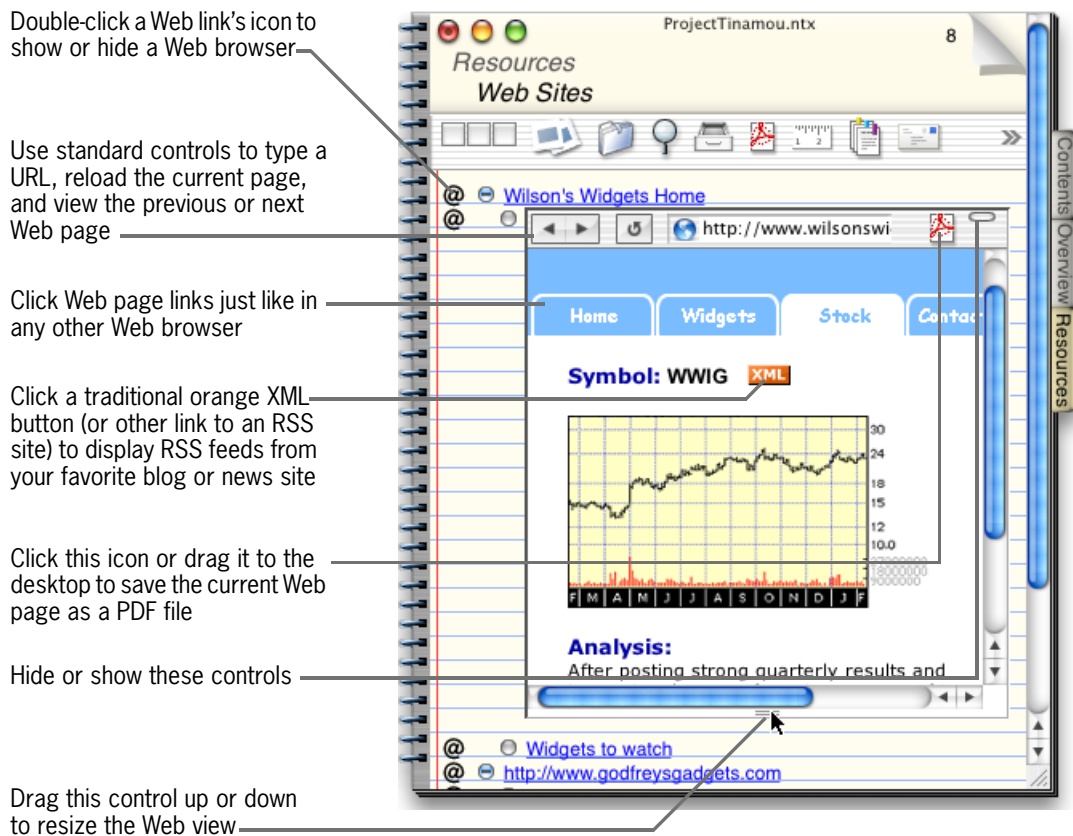 Double-click a Web link's icon to
show or hide a Web browser
Use standard controls to type a
URL, reload the current page,
and view the previous or next
Web page
Click Web page links just like in
any other Web browser
Click a traditional orange XML
button (or other link to an RSS
site) to display RSS feeds from
your favorite blog or news site
Click this icon or drag it to the
desktop to save the current Web
page as a PDF file
Hide or show these controls
Drag this control up or down
to resize the Web view
ProjectTinamou.ntx
8
Resources
Web Sites
1 2
@ Wilson's Widgets Home
@
http://www.wilsonswi
Home Widgets Stock Contac
Symbol: WWIG XML
30
24
18
15
12
10.0
27000000
18000000
9000000
F M A M J J A S O N D J F
Analysis:
After posting strong quarterly results and
@ Widgets to watch
@ http://www.godfreysgadgets.com
Contents
Overview
Resources